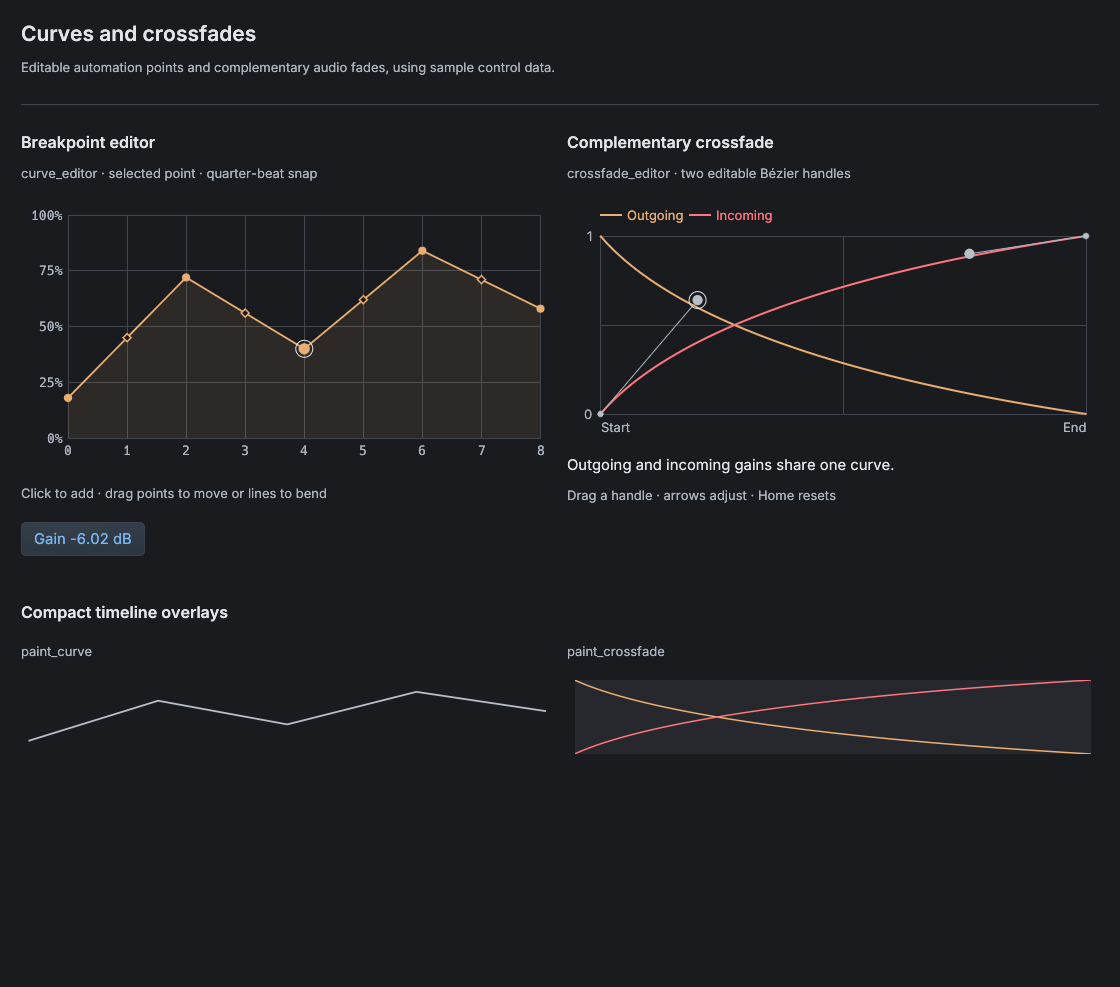 Curves and crossfades
Editable automation points and complementary audio fades, using sample control data.
Breakpoint editor
curve_editor · selected point · quarter-beat snap
100%
75%
50%
25%
0%
0 1 2 3 4 5 6 7 8
Click to add · drag points to move or lines to bend
Gain -6.02 dB
Complementary crossfade
crossfade_editor · two editable Bézier handles
Outgoing Incoming
1
0
Start End
Outgoing and incoming gains share one curve.
Drag a handle · arrows adjust · Home resets
Compact timeline overlays
paint_curve
paint_crossfade